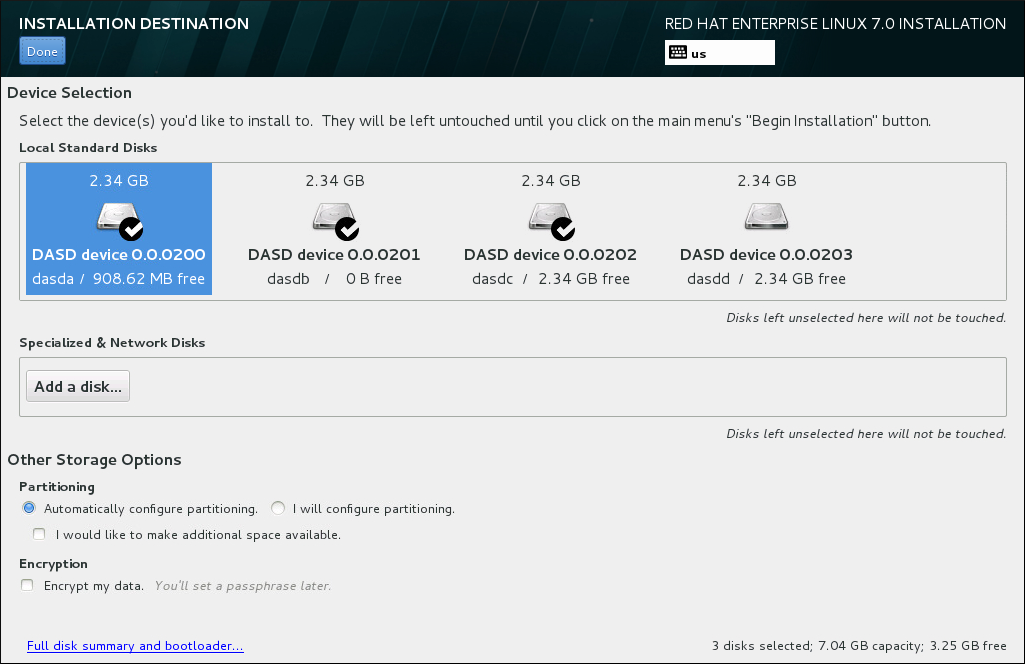 INSTALLATION DESTINATION
RED HAT ENTERPRISE LINUX 7.0 INSTALLATION
Done
us
Device Selection
Select the device(s) you'd like to install to.  They will be left untouched until you click on the main menu's "Begin Installation" button.
Local Standard Disks
2.34 GB 2.34 GB 2.34 GB 2.34 GB
DASD device 0.0.0200 DASD device 0.0.0201 DASD device 0.0.0202 DASD device 0.0.0203
dasda / 908.62 MB free dasdb / 0 B free dasdc / 2.34 GB free dasdd / 2.34 GB free
Disks left unselected here will not be touched.
Specialized & Network Disks
Add a disk...
Disks left unselected here will not be touched.
Other Storage Options
Partitioning
Automatically configure partitioning. I will configure partitioning.
I would like to make additional space available.
Encryption
Encrypt my data. You'll set a passphrase later.
Full disk summary and bootloader... 3 disks selected; 7.04 GB capacity; 3.25 GB free